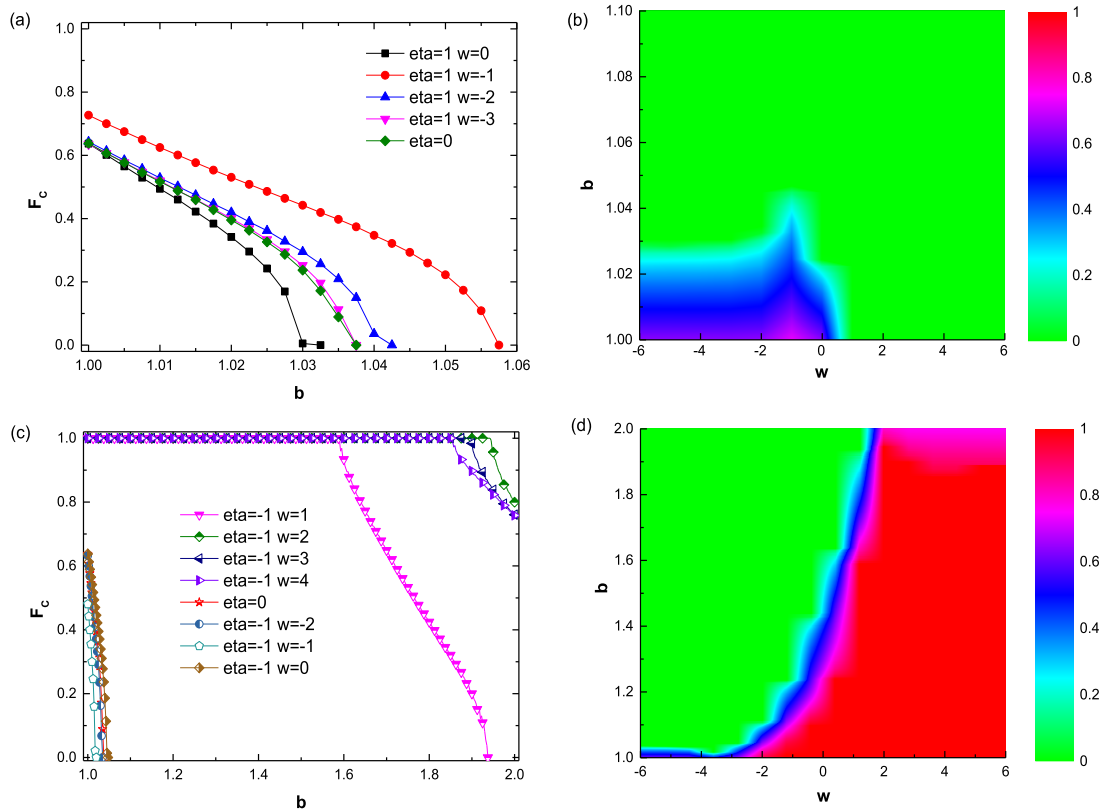 (a)
1.0
0.8
0.6
0.4
0.2
0.0
F_C
1.00 1.01 1.02 1.03 1.04 1.05 1.06
b
eta=1 w=0
eta=1 w=-1
eta=1 w=-2
eta=1 w=-3
eta=0
(b)
1.10
1.08
1.06
1.04
1.02
1.00
b
-6 -4 -2 0 2 4 6
w
1
0.8
0.6
0.4
0.2
0
(c)
1.0
0.8
0.6
0.4
0.2
0.0
F_C
1.0 1.2 1.4 1.6 1.8 2.0
b
eta=-1 w=1
eta=-1 w=2
eta=-1 w=3
eta=-1 w=4
eta=0
eta=-1 w=-2
eta=-1 w=-1
eta=-1 w=0
(d)
2.0
1.8
1.6
1.4
1.2
1.0
b
-6 -4 -2 0 2 4 6
w
1
0.8
0.6
0.4
0.2
0